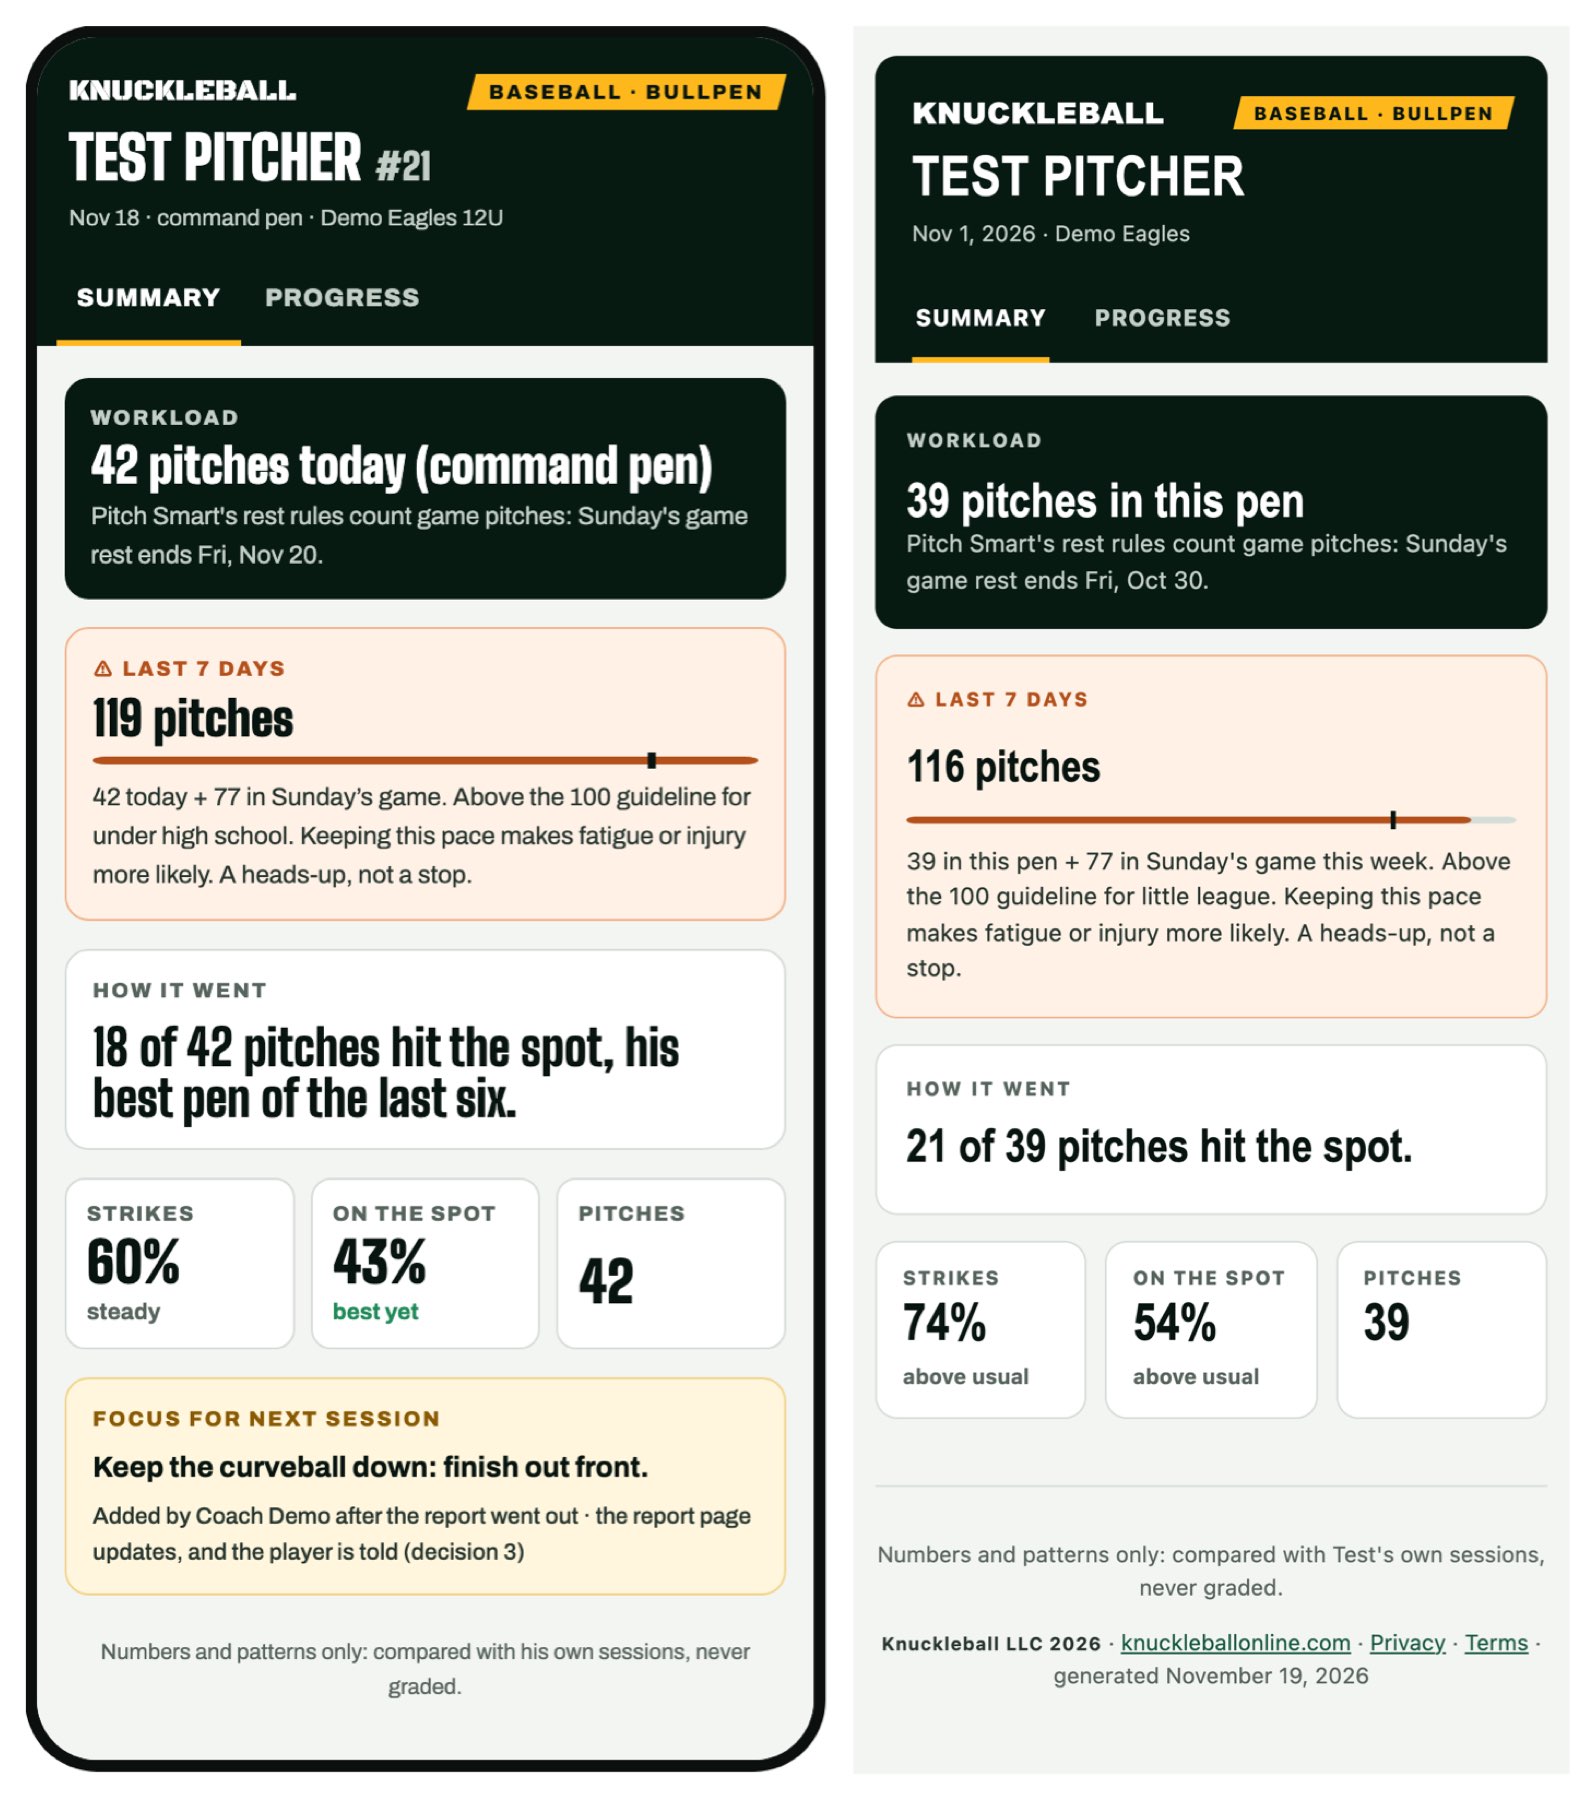 KNUCKLEBALL
BASEBALL · BULLPEN
TEST PITCHER #21
Nov 18 · command pen · Demo Eagles 12U
SUMMARY
PROGRESS
WORKLOAD
42 pitches today (command pen)
Pitch Smart's rest rules count game pitches: Sunday's game
rest ends Fri, Nov 20.
⚠ LAST 7 DAYS
119 pitches
42 today + 77 in Sunday’s game. Above the 100 guideline for
under high school. Keeping this pace makes fatigue or injury
more likely. A heads-up, not a stop.
HOW IT WENT
18 of 42 pitches hit the spot, his
best pen of the last six.
STRIKES
60%
steady
ON THE SPOT
43%
best yet
PITCHES
42
FOCUS FOR NEXT SESSION
Keep the curveball down: finish out front.
Added by Coach Demo after the report went out · the report page
updates, and the player is told (decision 3)
Numbers and patterns only: compared with his own sessions, never
graded.
KNUCKLEBALL
BASEBALL · BULLPEN
TEST PITCHER
Nov 1, 2026 · Demo Eagles
SUMMARY
PROGRESS
WORKLOAD
39 pitches in this pen
Pitch Smart's rest rules count game pitches: Sunday's
game rest ends Fri, Oct 30.
⚠ LAST 7 DAYS
116 pitches
39 in this pen + 77 in Sunday's game this week. Above
the 100 guideline for little league. Keeping this pace
makes fatigue or injury more likely. A heads-up, not a
stop.
HOW IT WENT
21 of 39 pitches hit the spot.
STRIKES
74%
above usual
ON THE SPOT
54%
above usual
PITCHES
39
Numbers and patterns only: compared with Test's own sessions,
never graded.
Knuckleball LLC 2026 · knuckleballonline.com · Privacy · Terms ·
generated November 19, 2026